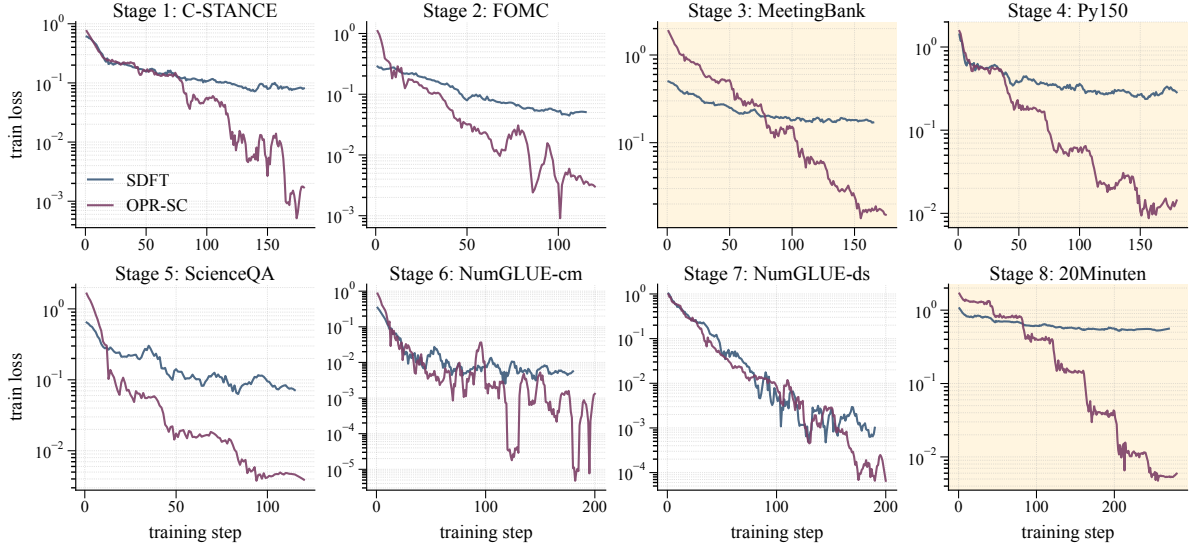 Stage 1: C-STANCE
Stage 2: FOMC
Stage 3: MeetingBank
Stage 4: Py150
train loss
10^0
10^-1
10^-2
10^-3
SDFT
OPR-SC
0 50 100 150
10^0
10^-1
10^-2
10^-3
0 50 100
10^0
10^-1
0 50 100 150
10^0
10^-1
10^-2
0 50 100 150
Stage 5: ScienceQA
Stage 6: NumGLUE-cm
Stage 7: NumGLUE-ds
Stage 8: 20Minuten
train loss
10^0
10^-1
10^-2
0 50 100
training step
10^0
10^-1
10^-2
10^-3
10^-4
10^-5
0 100 200
training step
10^0
10^-1
10^-2
10^-3
10^-4
0 50 100 150 200
training step
10^0
10^-1
10^-2
0 100 200
training step